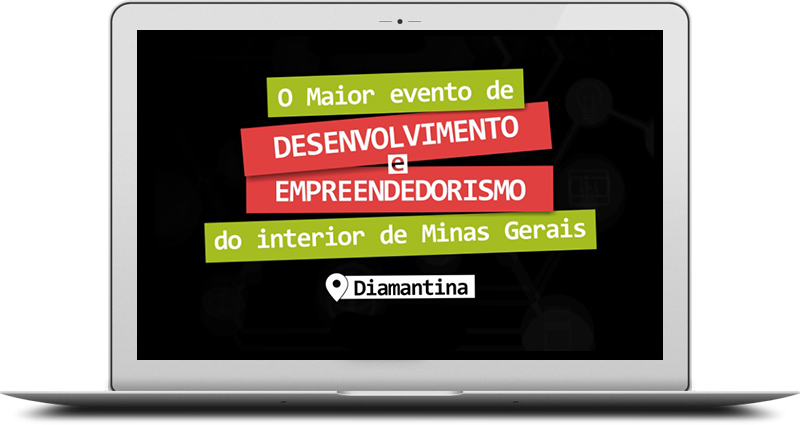 O Maior evento de
DESENVOLVIMENTO
e
EMPREENDEDORISMO
do interior de Minas Gerais
Diamantina